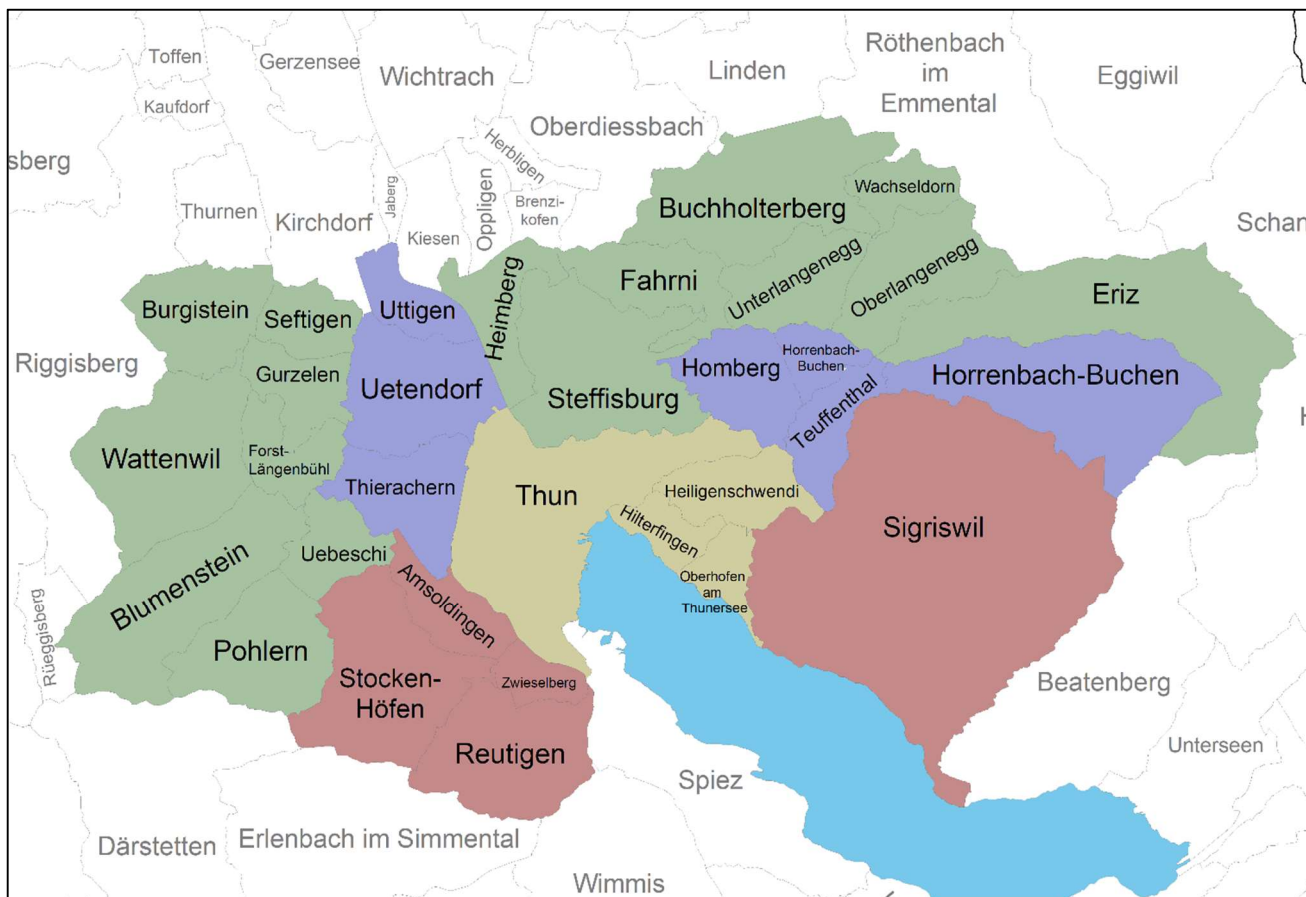 Toffen
Gerzensee
Wichtrach
Linden
Röthenbach
im
Emmental
Eggiwil
Kaufdorf
Oberdiessbach
sberg
Herbligen
Wachseldorn
Thurnen
Kirchdorf
Jaberg
Kiesen
Oppligen
Brenzi-
kofen
Buchholterberg
Schan
Burgistein
Seftigen
Uttigen
Heimberg
Fahrni
Unterlangenegg
Oberlangenegg
Eriz
Riggisberg
Gurzelen
Uetendorf
Homberg
Horrenbach-
Buchen
Horrenbach-Buchen
Steffisburg
Teuffenthal
H
Wattenwil
Forst-
Längenbühl
Thierachern
Thun
Heiligenschwendi
Hilterfingen
Sigriswil
Uebeschi
Blumenstein
Amsoldingen
Oberhofen
am
Thunersee
Rüeggisberg
Pohlern
Stocken-
Höfen
Zwieselberg
Beatenberg
Reutigen
Spiez
Unterseen
Därstetten
Erlenbach im Simmental
Wimmis